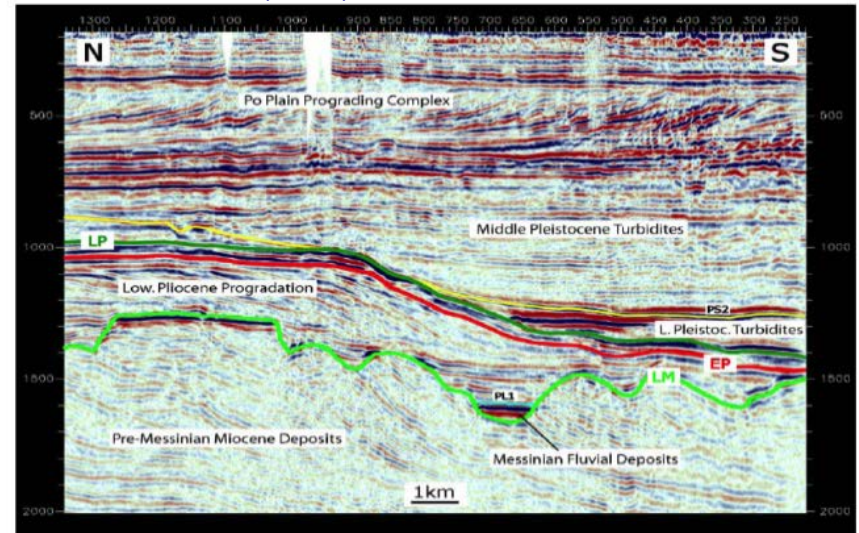 1300 1200 1100 1000 900 850 800 750 700 650 600 550 500 450 400 350 300 250
N S
Po Plain Prograding Complex
500 500
Middle Pleistocene Turbidites
1000 1000
LP
Low. Pliocene Progradation
PS2
L. Pleistoc. Turbidites
EP
LM
1500 1500
PL1
Pre-Messinian Miocene Deposits
Messinian Fluvial Deposits
1km
2000 2000